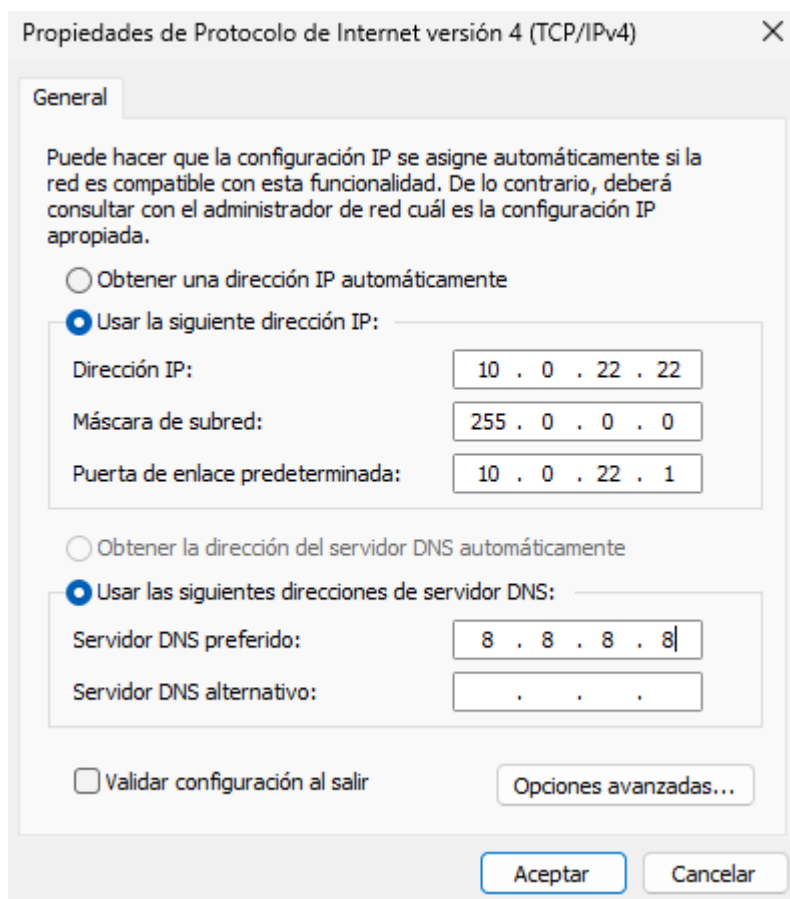 Propiedades de Protocolo de Internet versión 4 (TCP/IPv4)
General
Puede hacer que la configuración IP se asigne automáticamente si la
red es compatible con esta funcionalidad. De lo contrario, deberá
consultar con el administrador de red cuál es la configuración IP
apropiada.
Obtener una dirección IP automáticamente
Usar la siguiente dirección IP:
Dirección IP: 10 . 0 . 22 . 22
Máscara de subred: 255 . 0 . 0 . 0
Puerta de enlace predeterminada: 10 . 0 . 22 . 1
Obtener la dirección del servidor DNS automáticamente
Usar las siguientes direcciones de servidor DNS:
Servidor DNS preferido: 8 . 8 . 8 . 8
Servidor DNS alternativo: . . .
Validar configuración al salir
Opciones avanzadas...
Aceptar Cancelar